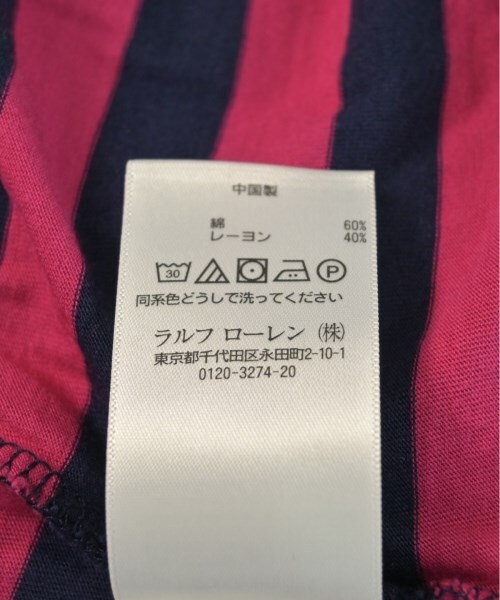 中国製
綿 60%
レーヨン 40%
30 P
同系色どうしで洗ってください
ラルフ ローレン (株)
東京都千代田区永田町2-10-1
0120-3274-20